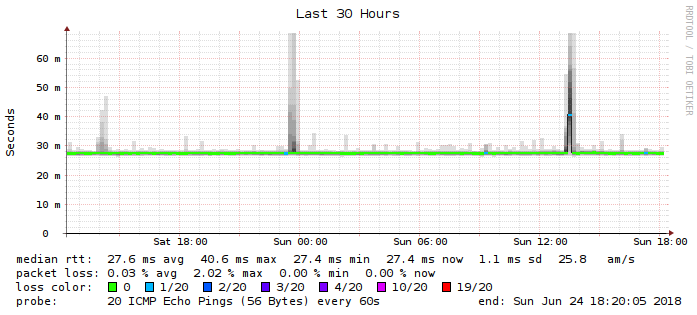 Last 30 Hours
RRDTOOL / TOBI OETIKER
Seconds
60 m
50 m
40 m
30 m
20 m
10 m
0
Sat 18:00 Sun 00:00 Sun 06:00 Sun 12:00 Sun 18:00
median rtt: 27.6 ms avg 40.6 ms max 27.4 ms min 27.4 ms now 1.1 ms sd 25.8 am/s
packet loss: 0.03 % avg 2.02 % max 0.00 % min 0.00 % now
loss color: 0 1/20 2/20 3/20 4/20 10/20 19/20
probe: 20 ICMP Echo Pings (56 Bytes) every 60s end: Sun Jun 24 18:20:05 2018